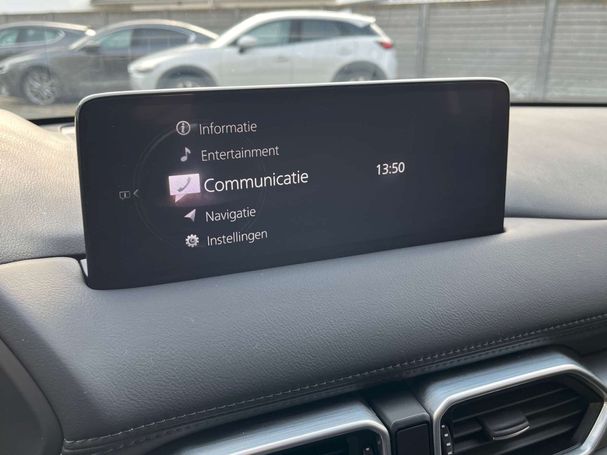 Informatie
Entertainment
Communicatie
13:50
Navigatie
Instellingen